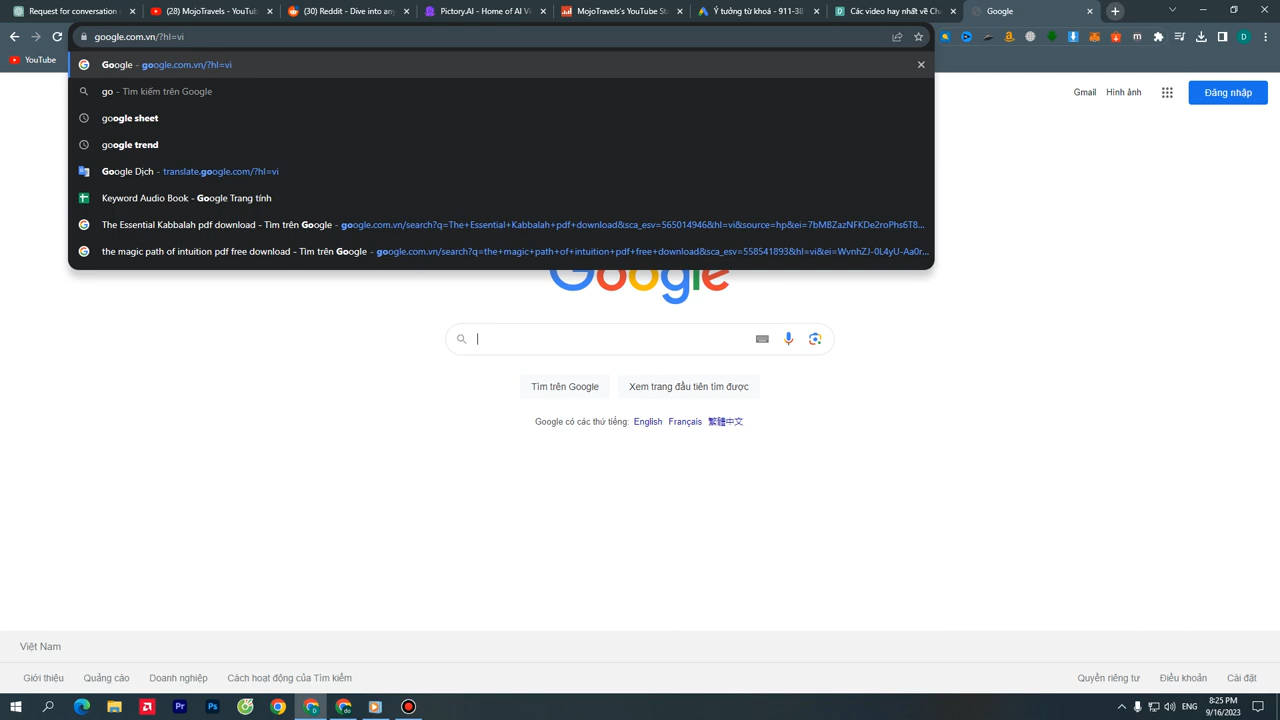 Request for conversation
(28) MojoTravels - YouTube
(30) Reddit - Dive into any
Pictory.AI - Home of AI V
MojoTravels's YouTube St
Ý tưởng từ khoá - 911-38
Các video hay nhất về Ch
Google
google.com.vn/?hl=vi
YouTube
Google - google.com.vn/?hl=vi
go - Tìm kiếm trên Google
google sheet
google trend
Google Dịch - translate.google.com/?hl=vi
Keyword Audio Book - Google Trang tính
The Essential Kabbalah pdf download - Tìm trên Google - google.com.vn/search?q=The+Essential+Kabbalah+pdf+download&sca_esv=565014946&hl=vi&source=hp&ei=7bMBZazNFKDe2roPhs6T8...
the magic path of intuition pdf free download - Tìm trên Google - google.com.vn/search?q=the+magic+path+of+intuition+pdf+free+download&sca_esv=558541893&hl=vi&ei=WvnhZJ-0L4yU-Aa0r...
Gmail Hình ảnh
Đăng nhập
Google
Tìm trên Google
Xem trang đầu tiên tìm được
Google có các thứ tiếng: English Français 繁體中文
Việt Nam
Giới thiệu Quảng cáo Doanh nghiệp Cách hoạt động của Tìm kiếm
Quyền riêng tư Điều khoản Cài đặt
ENG
8:25 PM
9/16/2023